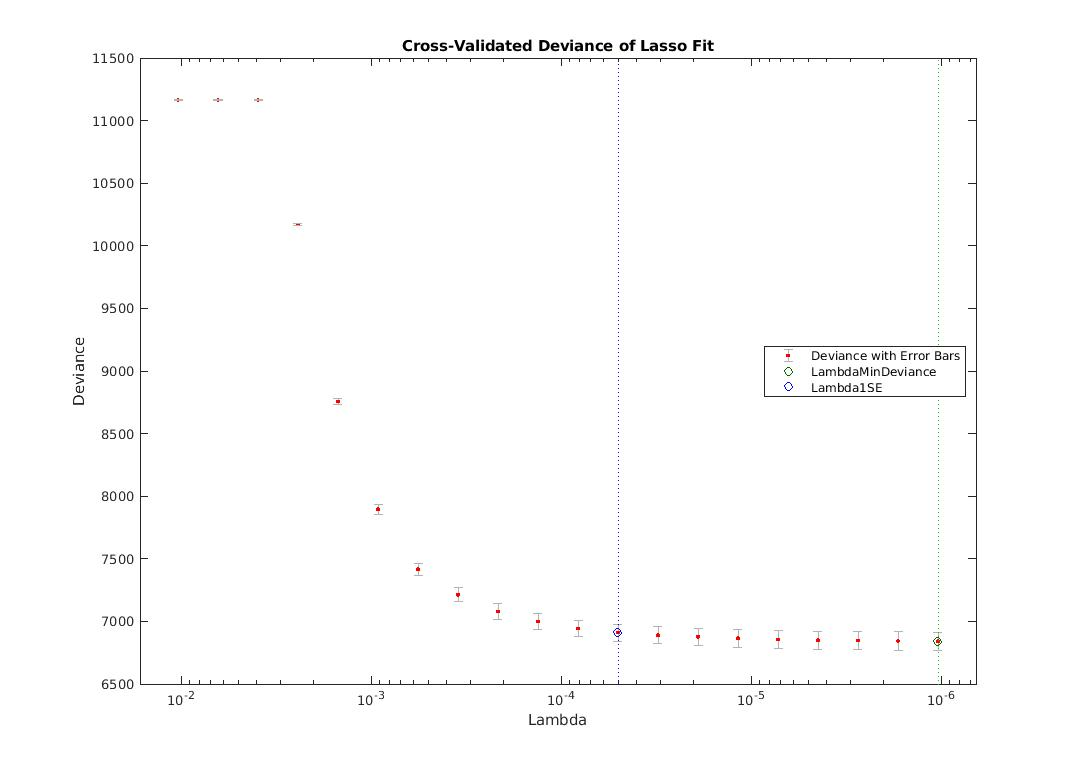 Cross-Validated Deviance of Lasso Fit
11500
11000
10500
10000
9500
9000
8500
8000
7500
7000
6500
Deviance
Deviance with Error Bars
LambdaMinDeviance
Lambda1SE
10⁻² 10⁻³ 10⁻⁴ 10⁻⁵ 10⁻⁶
Lambda